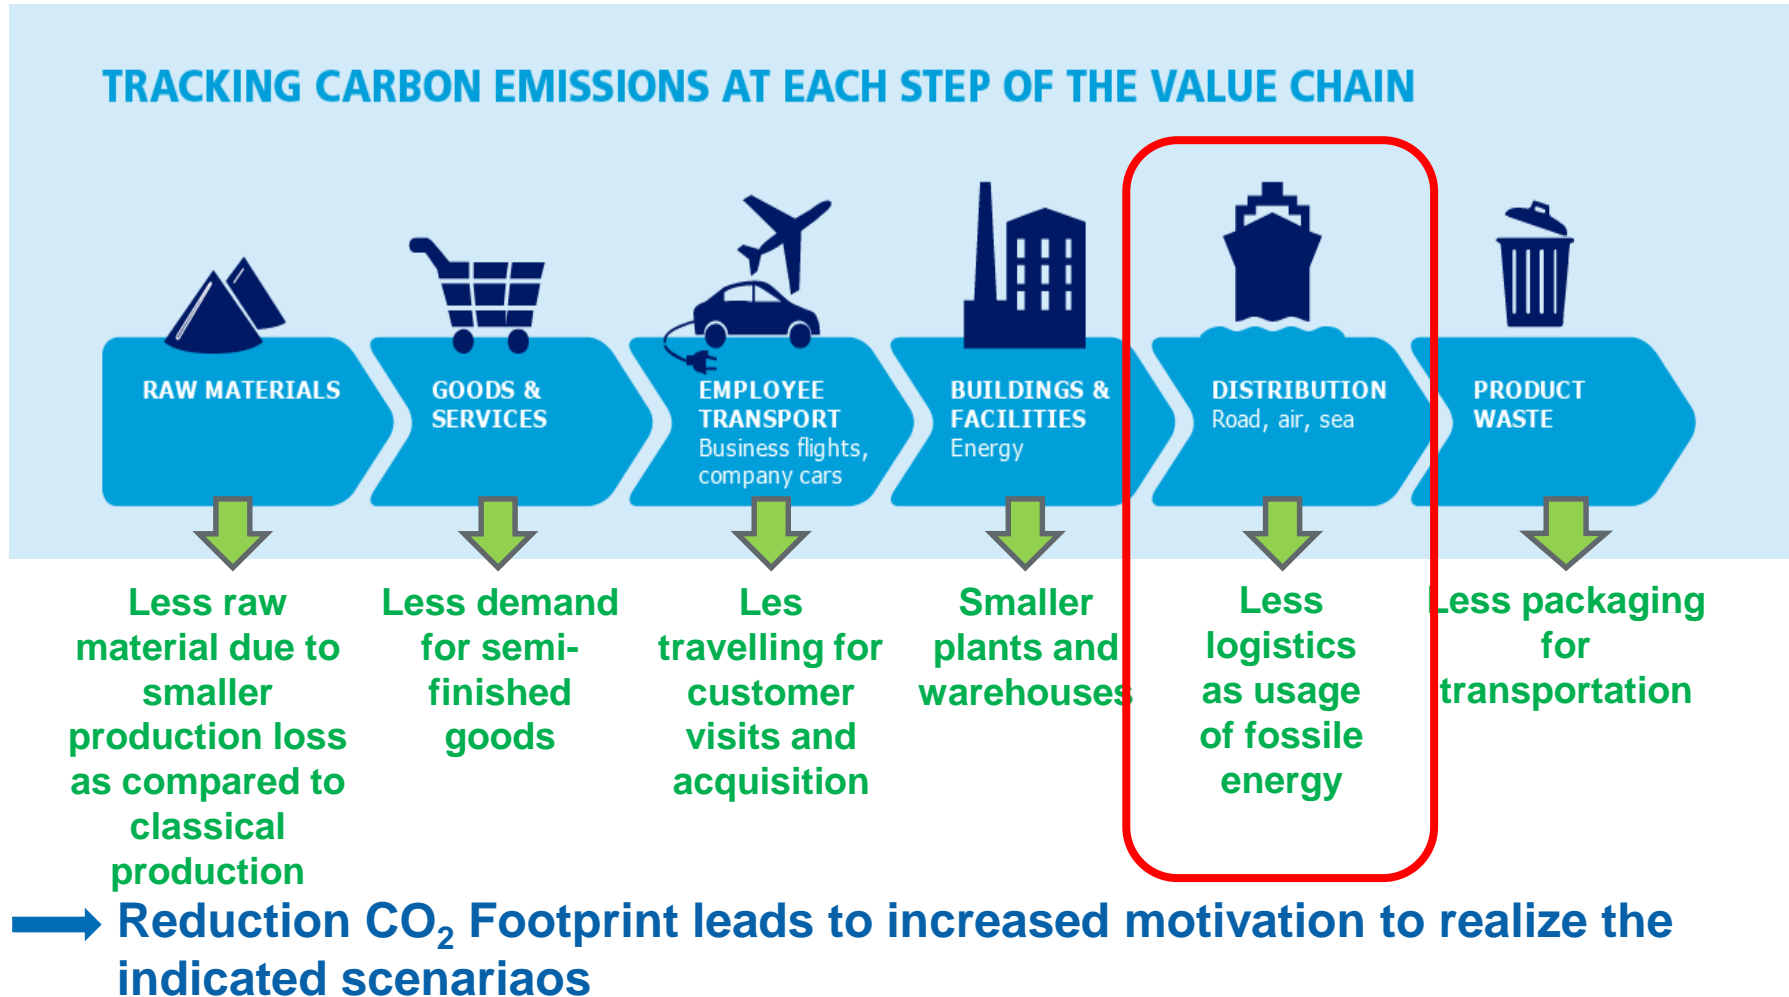 TRACKING CARBON EMISSIONS AT EACH STEP OF THE VALUE CHAIN
RAW MATERIALS
GOODS &
SERVICES
EMPLOYEE
TRANSPORT
Business flights,
company cars
BUILDINGS &
FACILITIES
Energy
DISTRIBUTION
Road, air, sea
PRODUCT
WASTE
Less raw
material due to
smaller
production loss
as compared to
classical
production
Less demand
for semi-
finished
goods
Les
travelling for
customer
visits and
acquisition
Smaller
plants and
warehouses
Less
logistics
as usage
of fossile
energy
Less packaging
for
transportation
Reduction CO₂ Footprint leads to increased motivation to realize the
indicated scenariaos